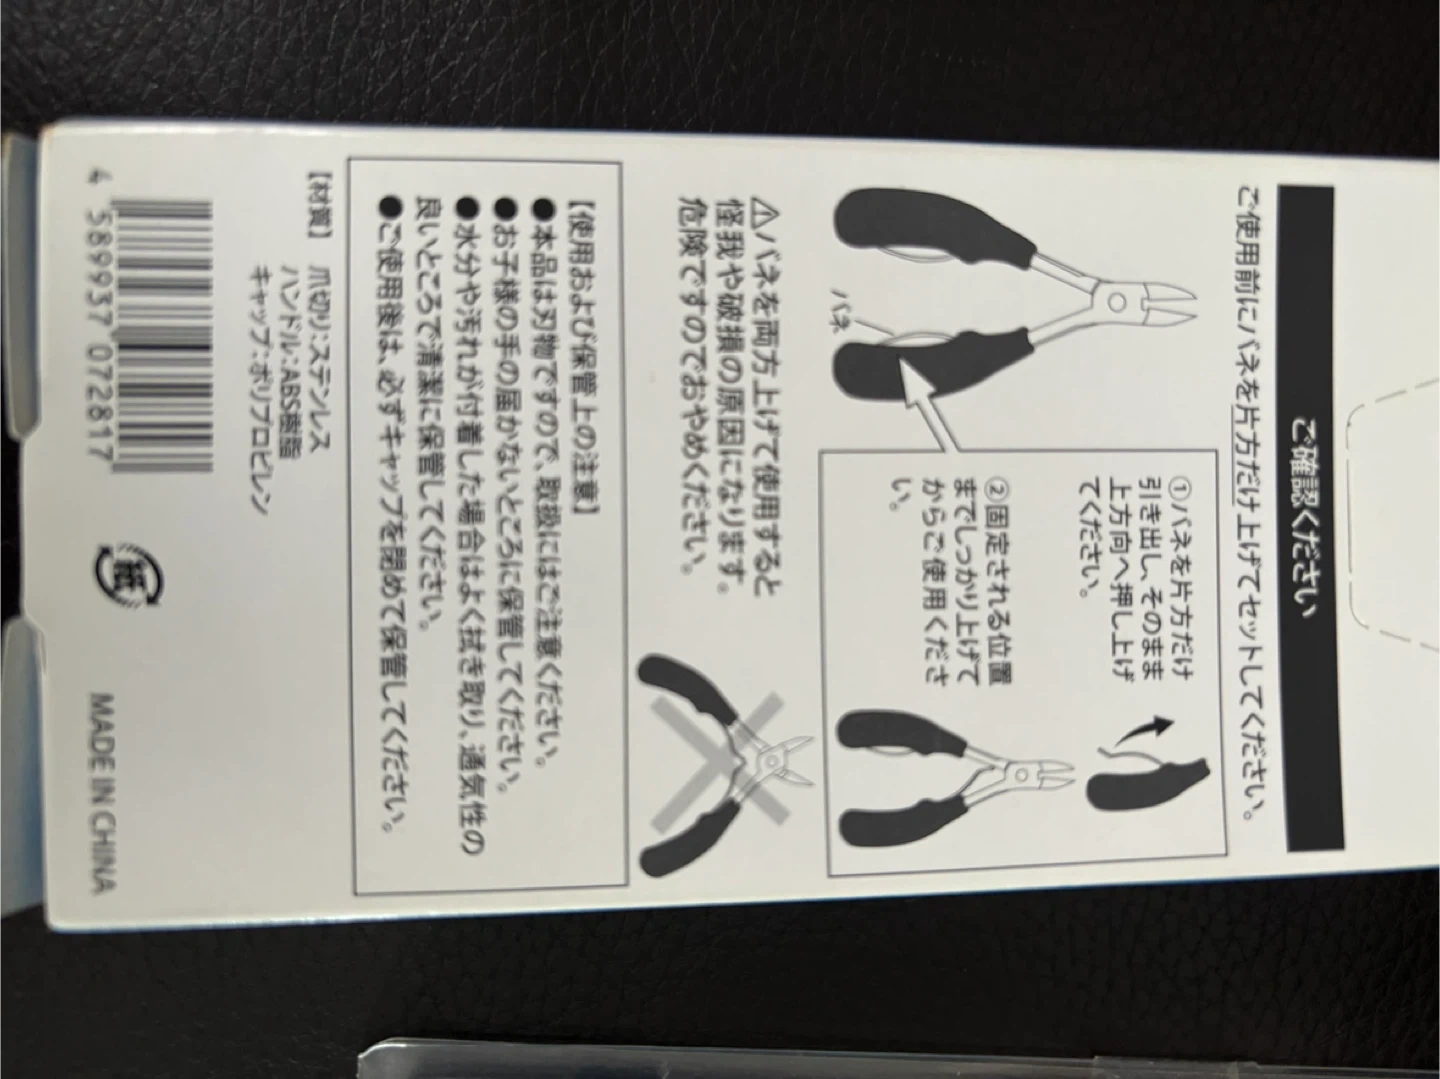 ご確認ください
ご使用前にバネを片方だけ上げてセットしてください。
バネ
①バネを片方だけ
引き出し、そのまま
上方向へ押し上げ
てください。
②固定される位置
までしっかり上げて
からご使用くださ
い。
⚠バネを両方上げて使用すると
怪我や破損の原因になります。
危険ですのでおやめください。
【使用および保管上の注意】
●本品は刃物ですので、取扱にはご注意ください。
●お子様の手の届かないところに保管してください。
●水分や汚れが付着した場合はよく拭き取り、通気性の
良いところで清潔に保管してください。
●ご使用後は、必ずキャップを閉めて保管してください。
【材質】 爪切り:ステンレス
ハンドル:ABS樹脂
キャップ:ポリプロピレン
4 589937 072817
紙
MADE IN CHINA